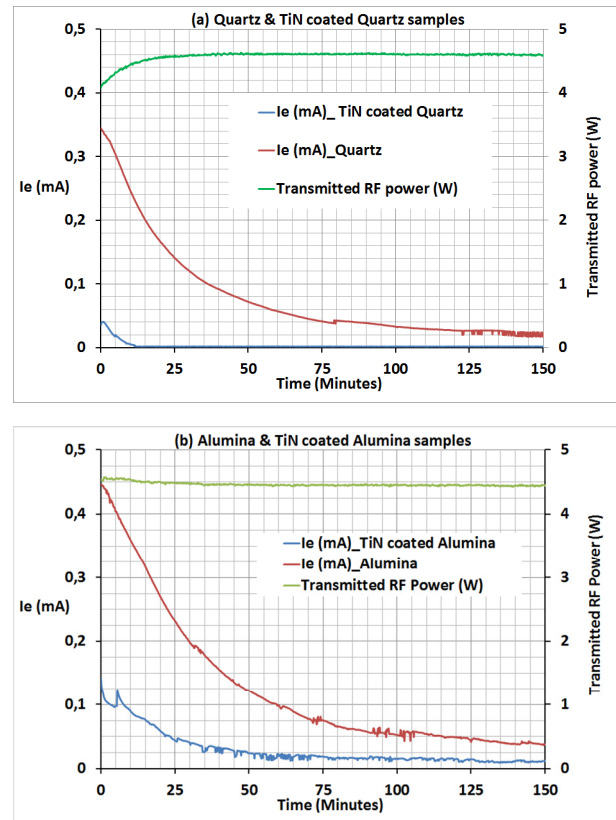 (a) Quartz & TiN coated Quartz samples
0,5
0,4
0,3
0,2
0,1
0
Ie (mA)
5
4
3
2
1
0
Transmitted RF power (W)
Ie (mA)_ TiN coated Quartz
Ie (mA)_Quartz
Transmitted RF power (W)
0 25 50 75 100 125 150
Time (Minutes)
(b) Alumina & TiN coated Alumina samples
0,5
0,4
0,3
0,2
0,1
0
Ie (mA)
5
4
3
2
1
0
Transmitted RF Power (W)
Ie (mA)_TiN coated Alumina
Ie (mA)_Alumina
Transmitted RF Power (W)
0 25 50 75 100 125 150
Time (Minutes)